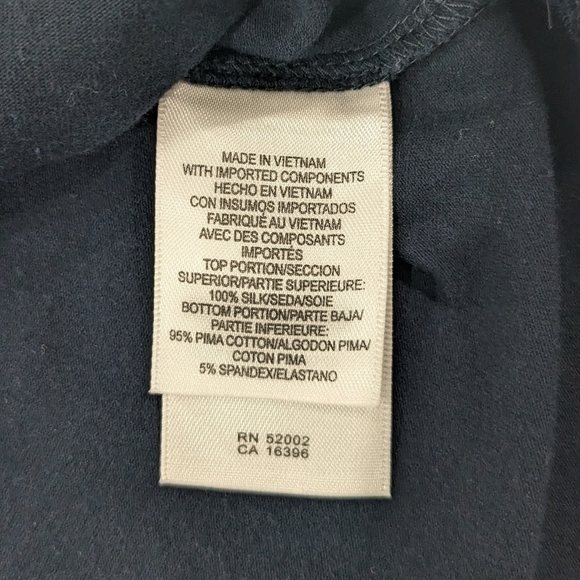 MADE IN VIETNAM
WITH IMPORTED COMPONENTS
HECHO EN VIETNAM
CON INSUMOS IMPORTADOS
FABRIQUÉ AU VIETNAM
AVEC DES COMPOSANTS
IMPORTÉS
TOP PORTION/SECCION
SUPERIOR/PARTIE SUPERIEURE:
100% SILK/SEDA/SOIE
BOTTOM PORTION/PARTE BAJA/
PARTIE INFERIEURE:
95% PIMA COTTON/ALGODON PIMA/
COTON PIMA
5% SPANDEX/ELASTANO
RN 52002
CA 16396